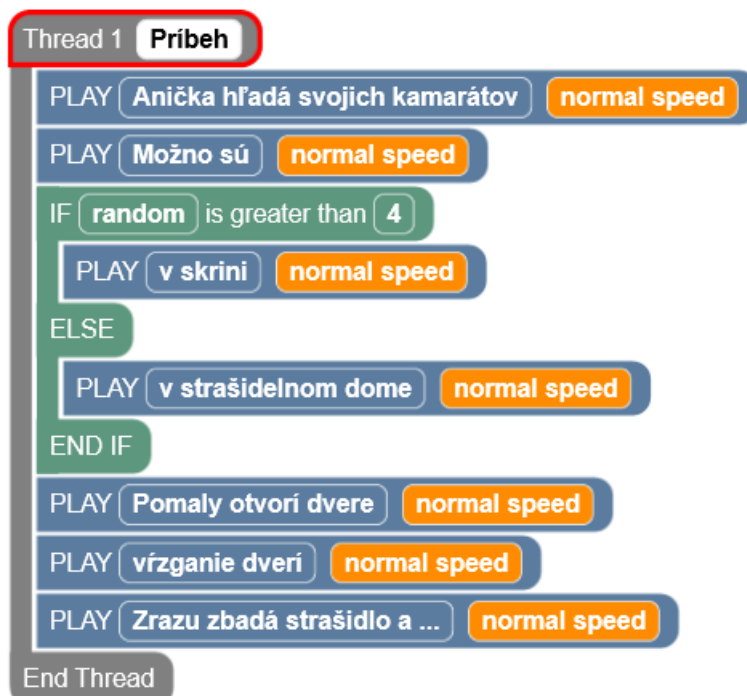 Thread 1 Príbeh
PLAY Anička hľadá svojich kamarátov normal speed
PLAY Možno sú normal speed
IF random is greater than 4
PLAY v skrini normal speed
ELSE
PLAY v strašidelnom dome normal speed
END IF
PLAY Pomaly otvorí dvere normal speed
PLAY vŕzganie dverí normal speed
PLAY Zrazu zbadá strašidlo a ... normal speed
End Thread